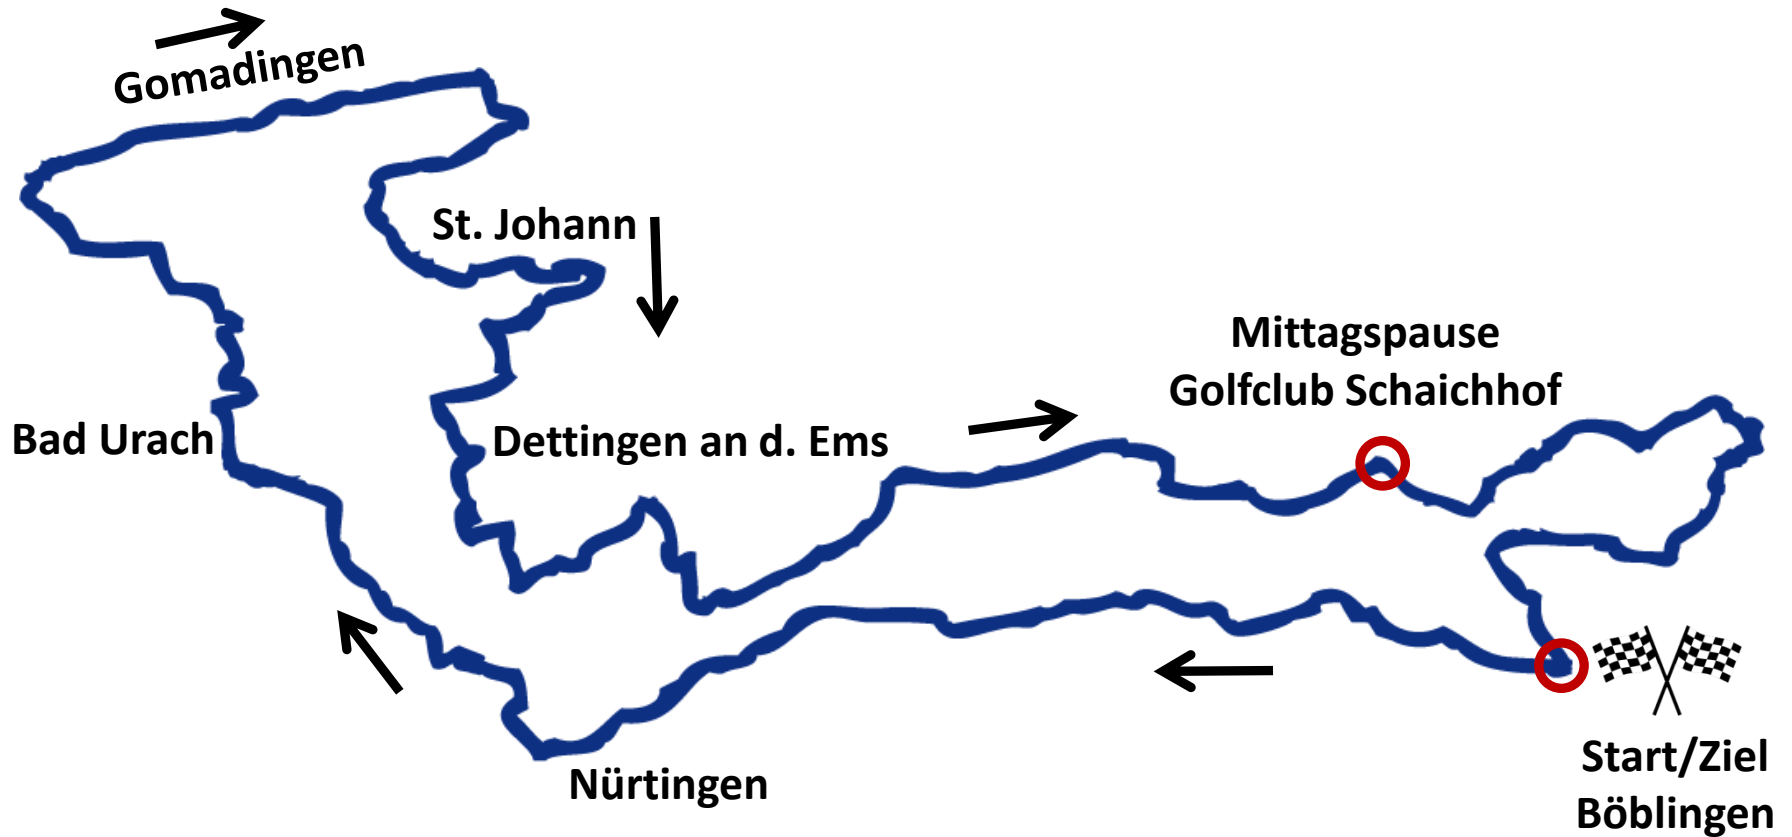 Gomadingen
St. Johann
Mittagspause
Golfclub Schaichhof
Bad Urach
Dettingen an d. Ems
Nürtingen
Start/Ziel
Böblingen